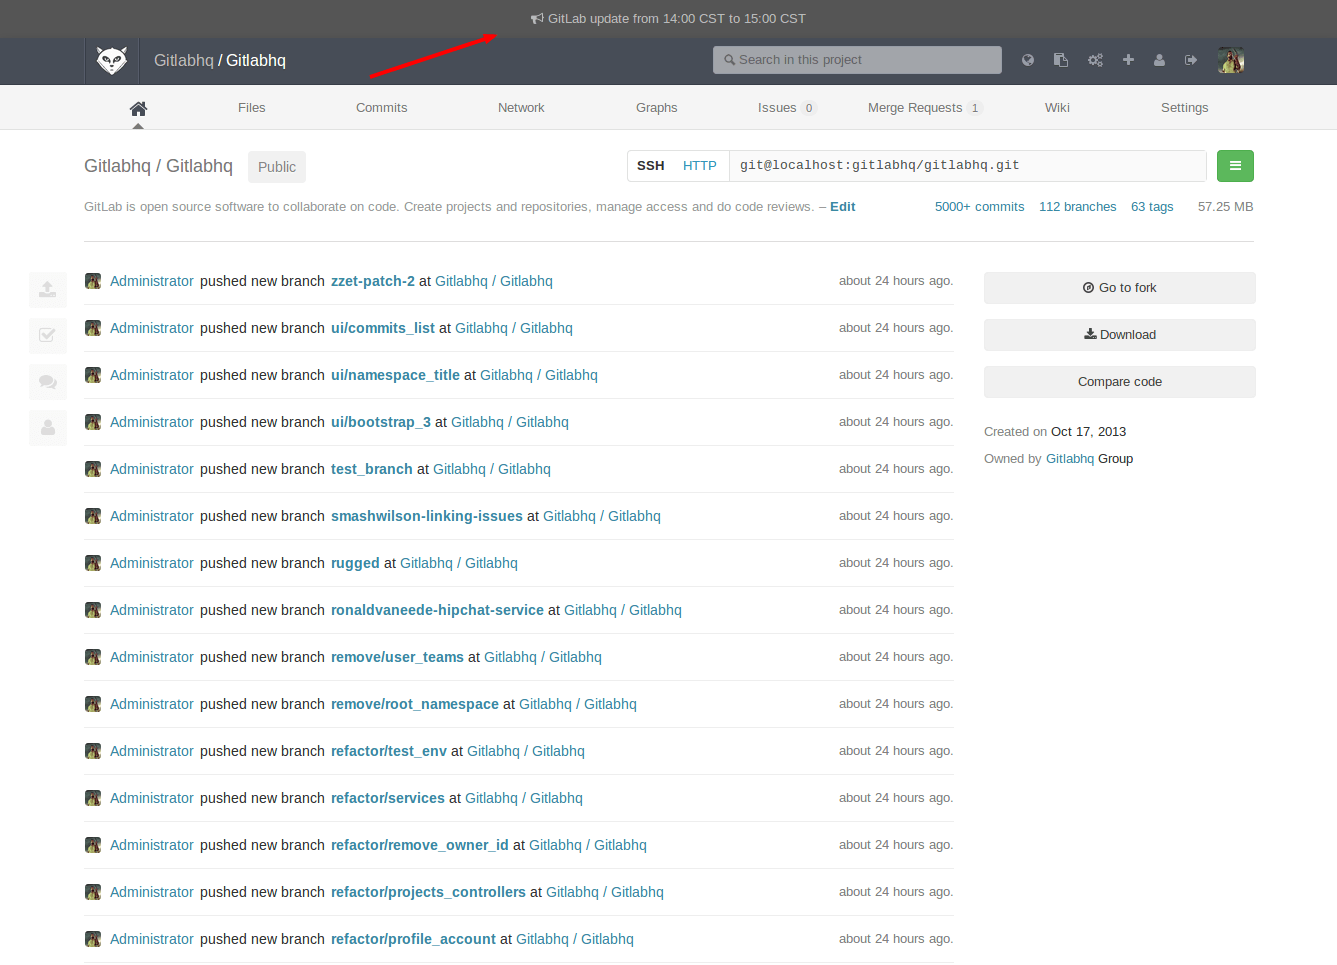 GitLab update from 14:00 CST to 15:00 CST
Gitlabhq / Gitlabhq
Search in this project
Files Commits Network Graphs Issues 0 Merge Requests 1 Wiki Settings
Gitlabhq / Gitlabhq Public SSH HTTP git@localhost:gitlabhq/gitlabhq.git
GitLab is open source software to collaborate on code. Create projects and repositories, manage access and do code reviews. – Edit 5000+ commits 112 branches 63 tags 57.25 MB
Administrator pushed new branch zzet-patch-2 at Gitlabhq / Gitlabhq about 24 hours ago.
Administrator pushed new branch ui/commits_list at Gitlabhq / Gitlabhq about 24 hours ago.
Administrator pushed new branch ui/namespace_title at Gitlabhq / Gitlabhq about 24 hours ago.
Administrator pushed new branch ui/bootstrap_3 at Gitlabhq / Gitlabhq about 24 hours ago.
Administrator pushed new branch test_branch at Gitlabhq / Gitlabhq about 24 hours ago.
Administrator pushed new branch smashwilson-linking-issues at Gitlabhq / Gitlabhq about 24 hours ago.
Administrator pushed new branch rugged at Gitlabhq / Gitlabhq about 24 hours ago.
Administrator pushed new branch ronaldvaneede-hipchat-service at Gitlabhq / Gitlabhq about 24 hours ago.
Administrator pushed new branch remove/user_teams at Gitlabhq / Gitlabhq about 24 hours ago.
Administrator pushed new branch remove/root_namespace at Gitlabhq / Gitlabhq about 24 hours ago.
Administrator pushed new branch refactor/test_env at Gitlabhq / Gitlabhq about 24 hours ago.
Administrator pushed new branch refactor/services at Gitlabhq / Gitlabhq about 24 hours ago.
Administrator pushed new branch refactor/remove_owner_id at Gitlabhq / Gitlabhq about 24 hours ago.
Administrator pushed new branch refactor/projects_controllers at Gitlabhq / Gitlabhq about 24 hours ago.
Administrator pushed new branch refactor/profile_account at Gitlabhq / Gitlabhq about 24 hours ago.
Go to fork
Download
Compare code
Created on Oct 17, 2013
Owned by Gitlabhq Group